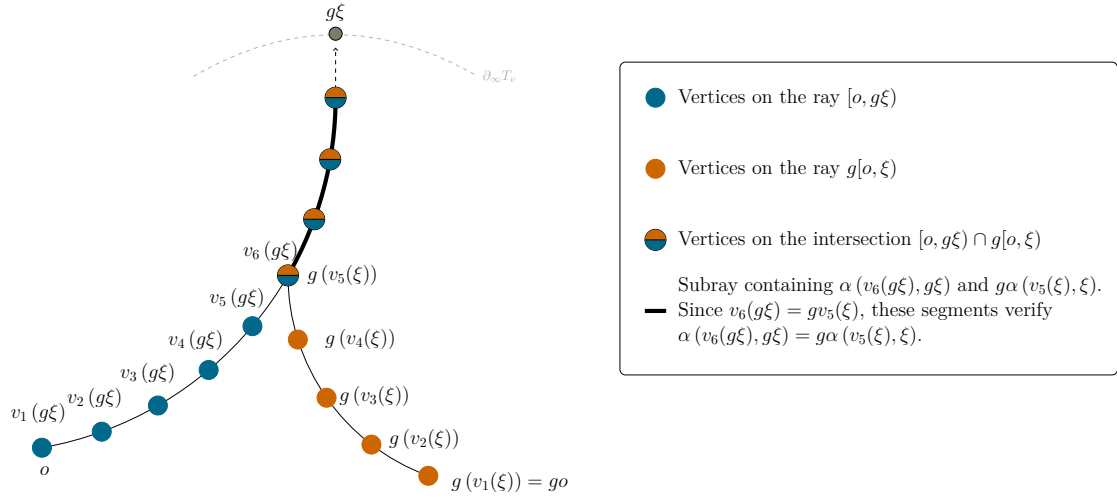 gξ
∂∞Tᵥ
v₆ (gξ)
g (v₅(ξ))
v₅ (gξ)
v₄ (gξ)
g (v₄(ξ))
v₃ (gξ)
v₂ (gξ)
g (v₃(ξ))
v₁ (gξ)
g (v₂(ξ))
o
g (v₁(ξ)) = go
Vertices on the ray [o, gξ)
Vertices on the ray g[o, ξ)
Vertices on the intersection [o, gξ) ∩ g[o, ξ)
Subray containing α (v₆(gξ), gξ) and gα (v₅(ξ), ξ).
Since v₆(gξ) = gv₅(ξ), these segments verify
α (v₆(gξ), gξ) = gα (v₅(ξ), ξ).